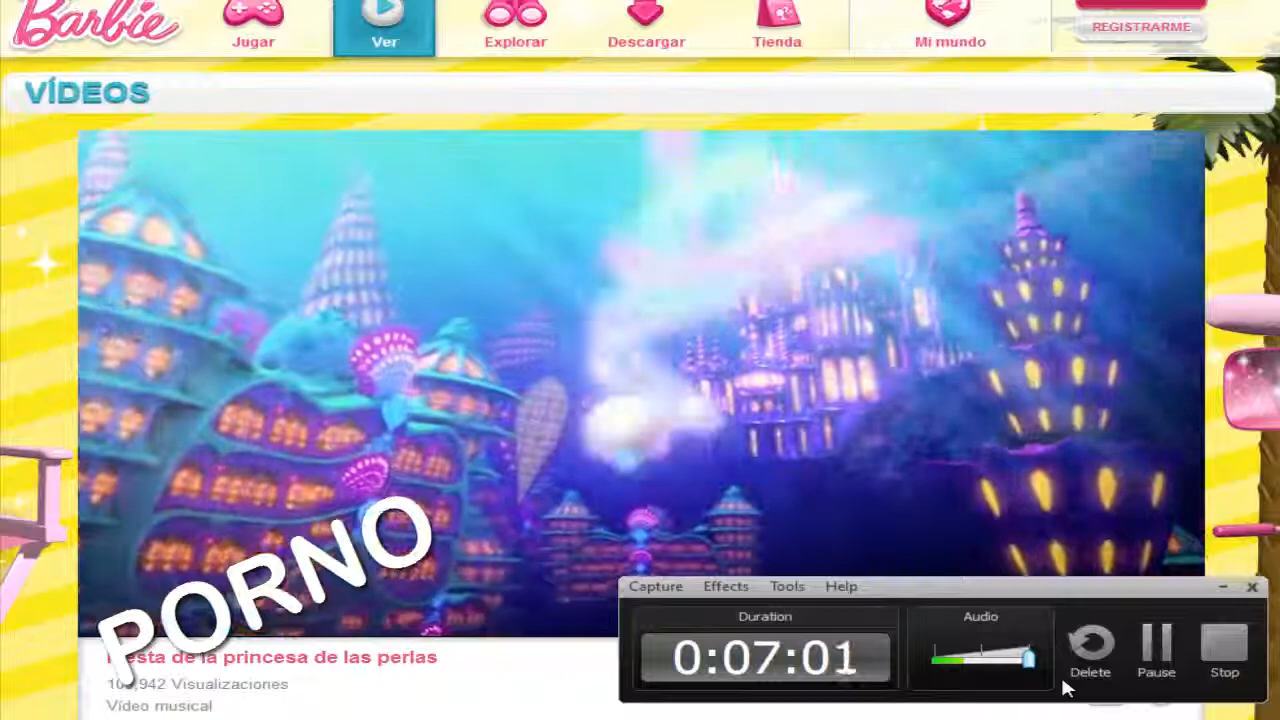 Barbie
Jugar
Ver
Explorar
Descargar
Tienda
Mi mundo
REGISTRARME
VÍDEOS
PORNO
de la princesa de las perlas
Visualizaciones
Vídeo musical
Capture Effects Tools Help
Duration
0:07:01
Audio
Delete
Pause
Stop